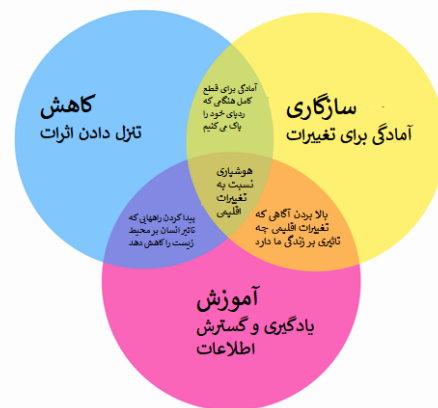 سازگاری
آمادگی برای تغییرات
آمادگی برای قطع
کامل هنگامی که
ردپای خود را
پاک می کنیم
کاهش
تنزل دادن اثرات
هوشیاری
نسبت به
تغییرات
اقلیمی
بالا بردن آگاهی که
تغییرات اقلیمی چه
تاثیری بر زندگی ما دارد
پیدا کردن راههایی که
تاثیر انسان بر محیط
زیست را کاهش دهد
آموزش
یادگیری و گسترش
اطلاعات